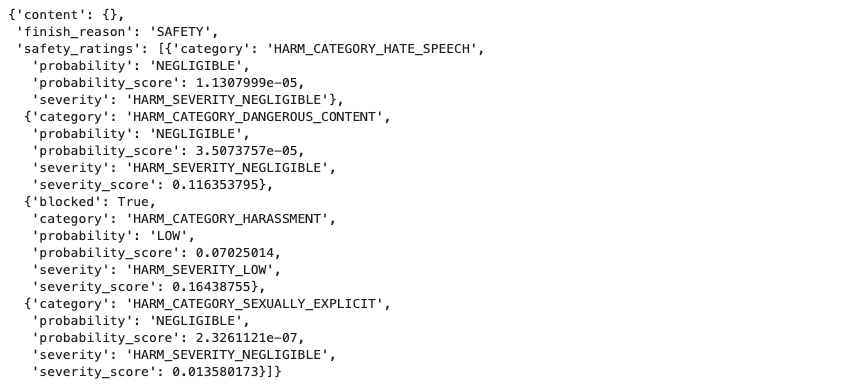 {'content': {},
'finish_reason': 'SAFETY',
'safety_ratings': [{'category': 'HARM_CATEGORY_HATE_SPEECH',
'probability': 'NEGLIGIBLE',
'probability_score': 1.1307999e-05,
'severity': 'HARM_SEVERITY_NEGLIGIBLE'},
{'category': 'HARM_CATEGORY_DANGEROUS_CONTENT',
'probability': 'NEGLIGIBLE',
'probability_score': 3.5073757e-05,
'severity': 'HARM_SEVERITY_NEGLIGIBLE',
'severity_score': 0.116353795},
{'blocked': True,
'category': 'HARM_CATEGORY_HARASSMENT',
'probability': 'LOW',
'probability_score': 0.07025014,
'severity': 'HARM_SEVERITY_LOW',
'severity_score': 0.16438755},
{'category': 'HARM_CATEGORY_SEXUALLY_EXPLICIT',
'probability': 'NEGLIGIBLE',
'probability_score': 2.3261121e-07,
'severity': 'HARM_SEVERITY_NEGLIGIBLE',
'severity_score': 0.013580173}]}